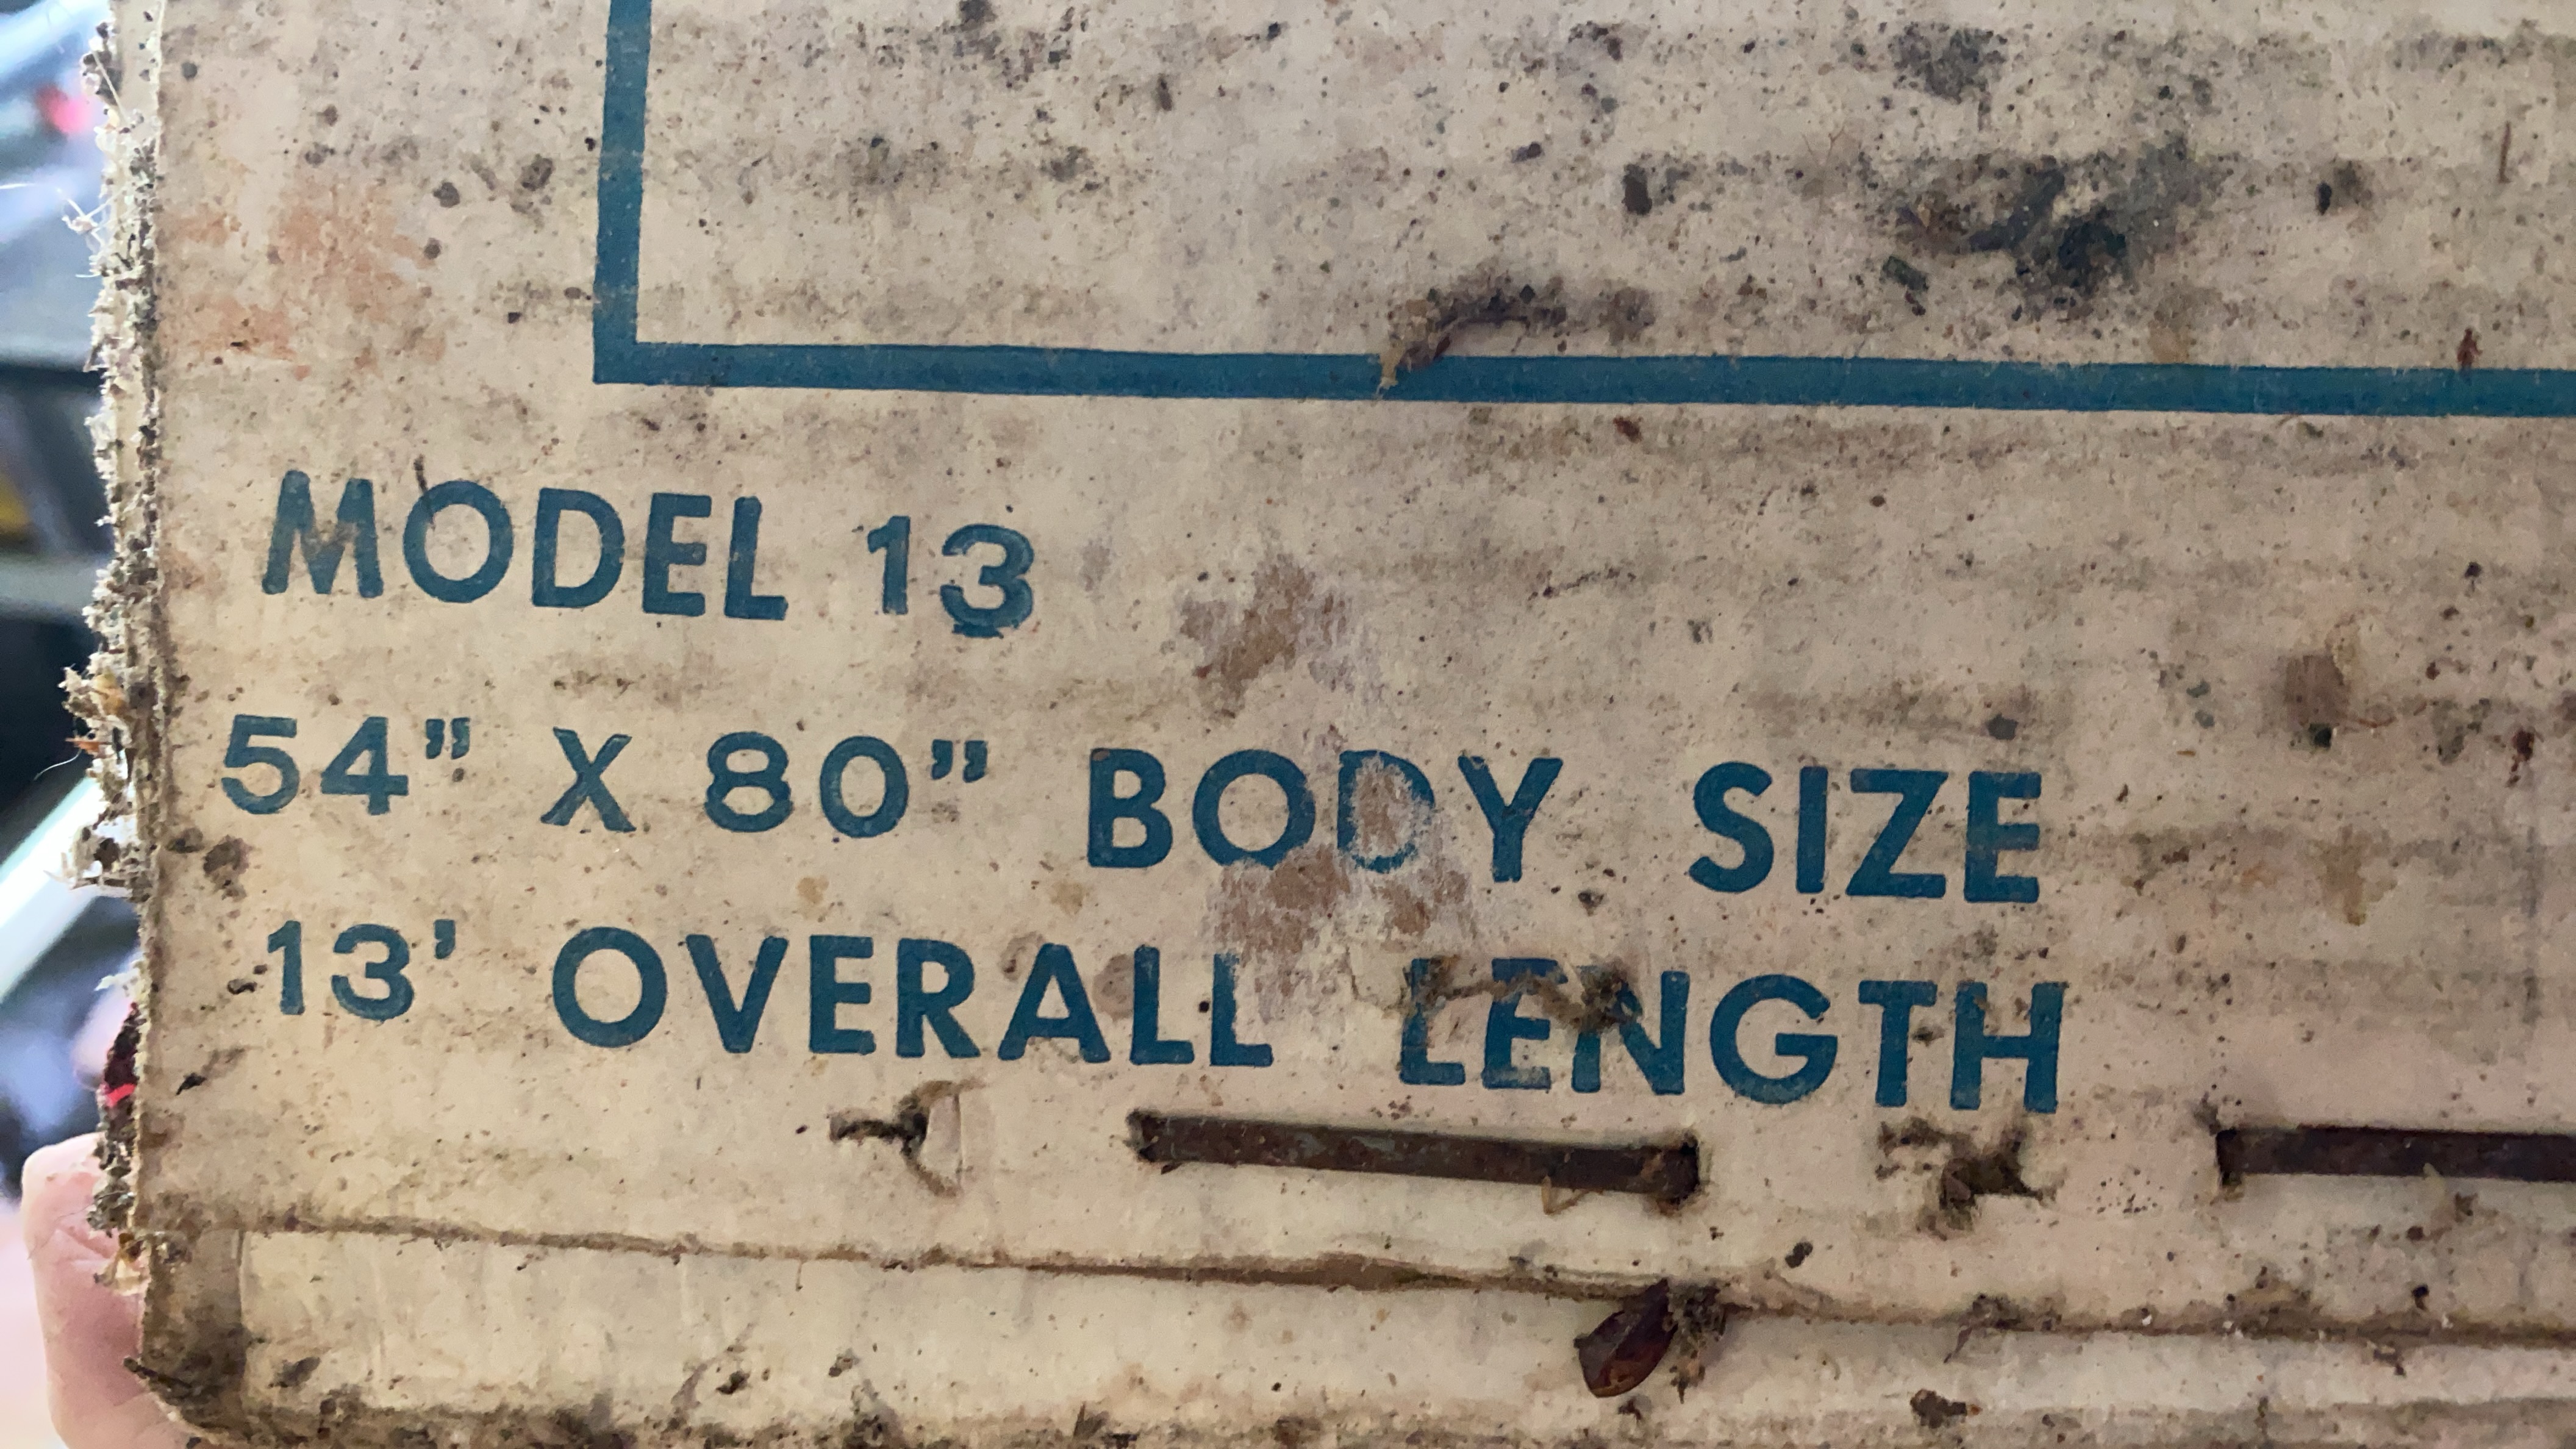 MODEL 13
54" X 80" BODY SIZE
13' OVERALL LENGTH